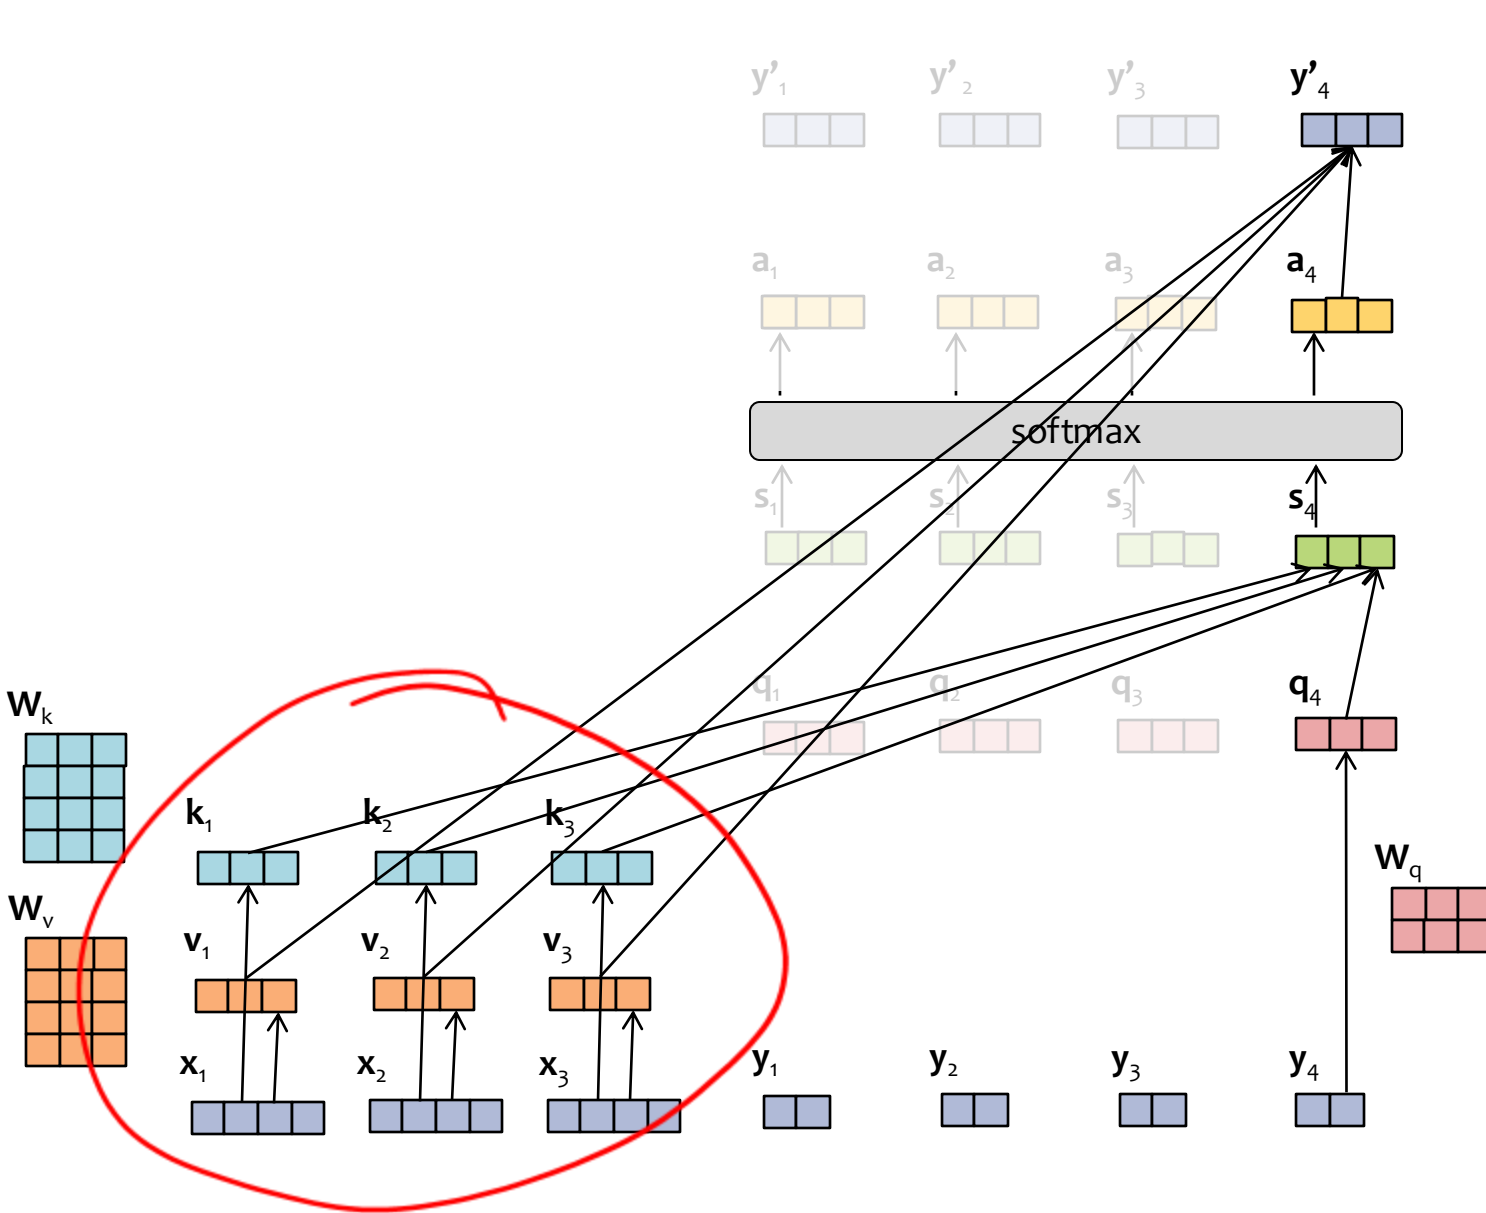 y'₁ y'₂ y'₃ y'₄
a₁ a₂ a₃ a₄
softmax
s₁ s₂ s₃ s₄
q₁ q₂ q₃ q₄
Wₖ
k₁ k₂ k₃
W_q
Wᵥ
v₁ v₂ v₃
x₁ x₂ x₃ y₁ y₂ y₃ y₄